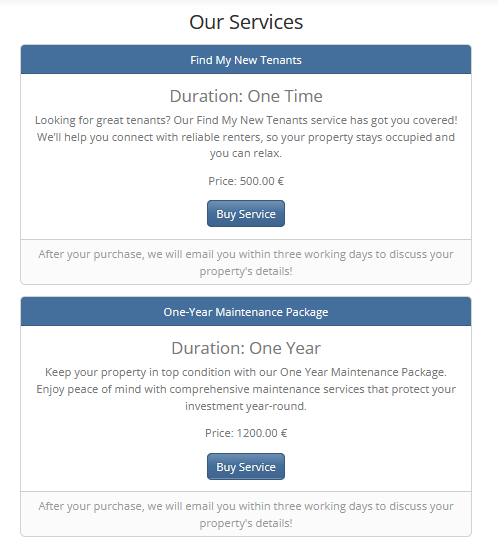 Our Services
Find My New Tenants
Duration: One Time
Looking for great tenants? Our Find My New Tenants service has got you covered!
We'll help you connect with reliable renters, so your property stays occupied and
you can relax.
Price: 500.00 €
Buy Service
After your purchase, we will email you within three working days to discuss your
property's details!
One-Year Maintenance Package
Duration: One Year
Keep your property in top condition with our One Year Maintenance Package.
Enjoy peace of mind with comprehensive maintenance services that protect your
investment year-round.
Price: 1200.00 €
Buy Service
After your purchase, we will email you within three working days to discuss your
property's details!